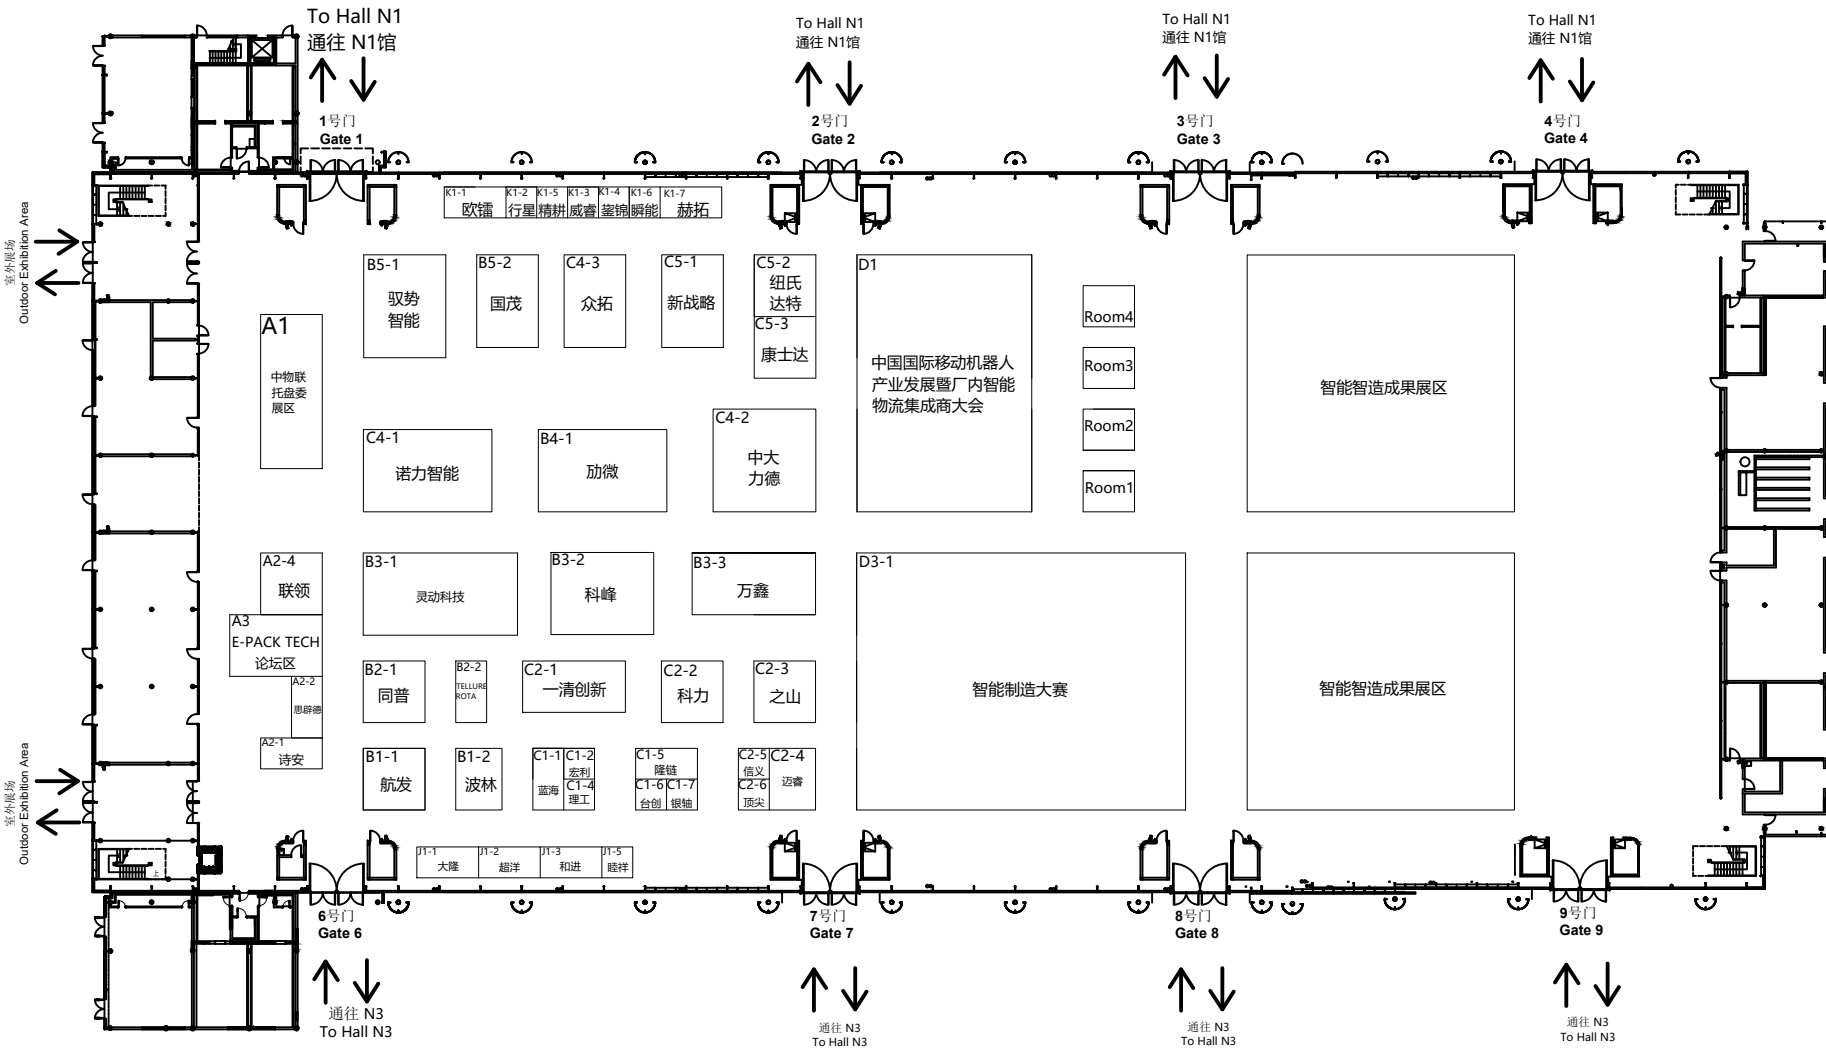 To Hall N1
通往 N1馆
1号门
Gate 1
To Hall N1
通往 N1馆
2号门
Gate 2
To Hall N1
通往 N1馆
3号门
Gate 3
To Hall N1
通往 N1馆
4号门
Gate 4
室外展场
Outdoor Exhibition Area
K1-1
欧镭
K1-2
行星
K1-5
精耕
K1-3
威睿
K1-4
鋆锦
K1-6
瞬能
K1-7
赫拓
B5-1
驭势
智能
B5-2
国茂
C4-3
众拓
C5-1
新战略
C5-2
纽氏
达特
C5-3
康士达
D1
中国国际移动机器人
产业发展暨厂内智能
物流集成商大会
Room4
Room3
Room2
Room1
智能智造成果展区
A1
中物联
托盘委
展区
C4-1
诺力智能
B4-1
劢微
C4-2
中大
力德
A2-4
联领
A3
E-PACK TECH
论坛区
A2-2
思辟德
A2-1
诗安
B3-1
灵动科技
B3-2
科峰
B3-3
万鑫
D3-1
智能制造大赛
智能智造成果展区
B2-1
同普
B2-2
TELLURE
ROTA
C2-1
一清创新
C2-2
科力
C2-3
之山
B1-1
航发
B1-2
波林
C1-1
蓝海
C1-2
宏利
C1-4
理工
C1-5
隆链
C1-6
台创
C1-7
银轴
C2-5
信义
C2-6
顶尖
C2-4
迈睿
室外展场
Outdoor Exhibition Area
上
J1-1
大隆
J1-2
超洋
J1-3
和进
J1-5
睦祥
6号门
Gate 6
通往 N3
To Hall N3
7号门
Gate 7
通往 N3
To Hall N3
8号门
Gate 8
通往 N3
To Hall N3
9号门
Gate 9
通往 N3
To Hall N3